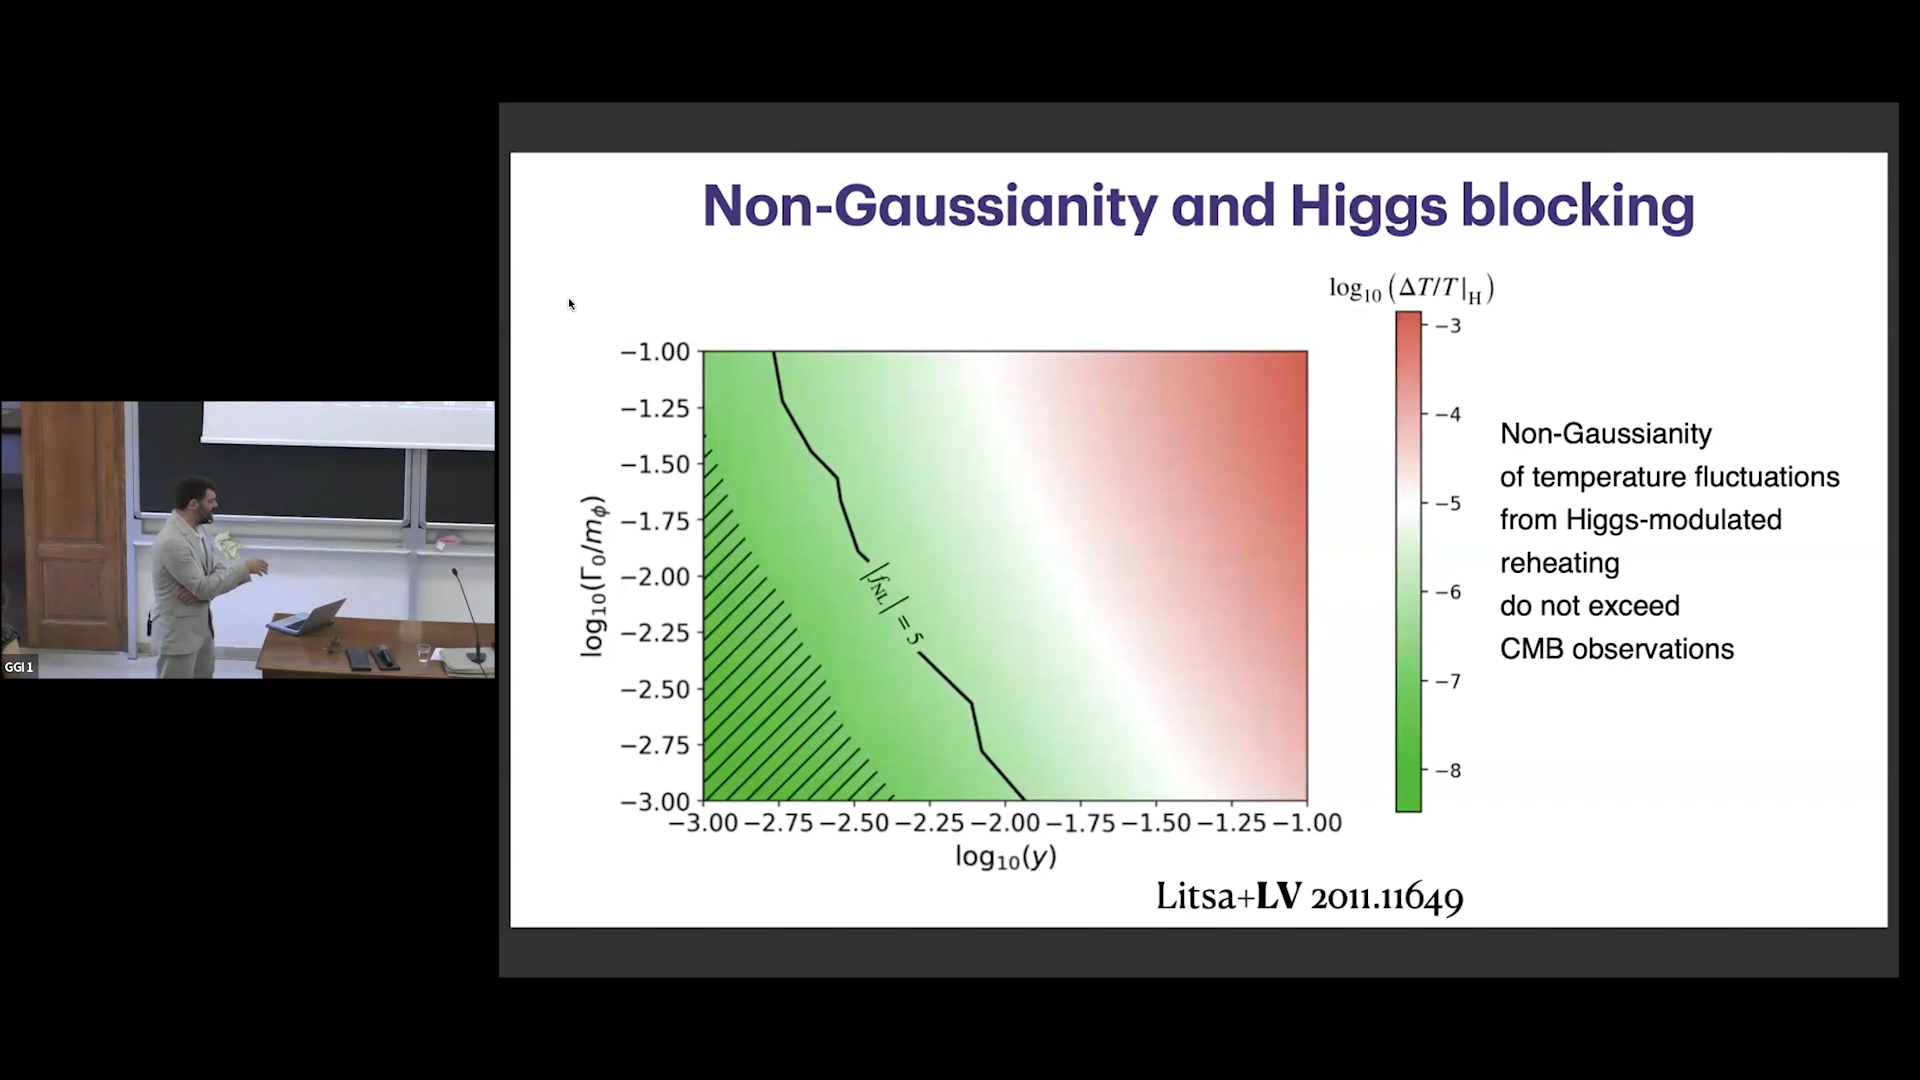 Non-Gaussianity and Higgs blocking
log₁₀ (ΔT/T|_H)
−3
−4
−5
−6
−7
−8
−1.00
−1.25
−1.50
−1.75
−2.00
−2.25
−2.50
−2.75
−3.00
log₁₀(Γ₀/m_ϕ)
|f_NL| = 5
−3.00 −2.75 −2.50 −2.25 −2.00 −1.75 −1.50 −1.25 −1.00
log₁₀(y)
Non-Gaussianity
of temperature fluctuations
from Higgs-modulated
reheating
do not exceed
CMB observations
Litsa+LV 2011.11649
GGI 1